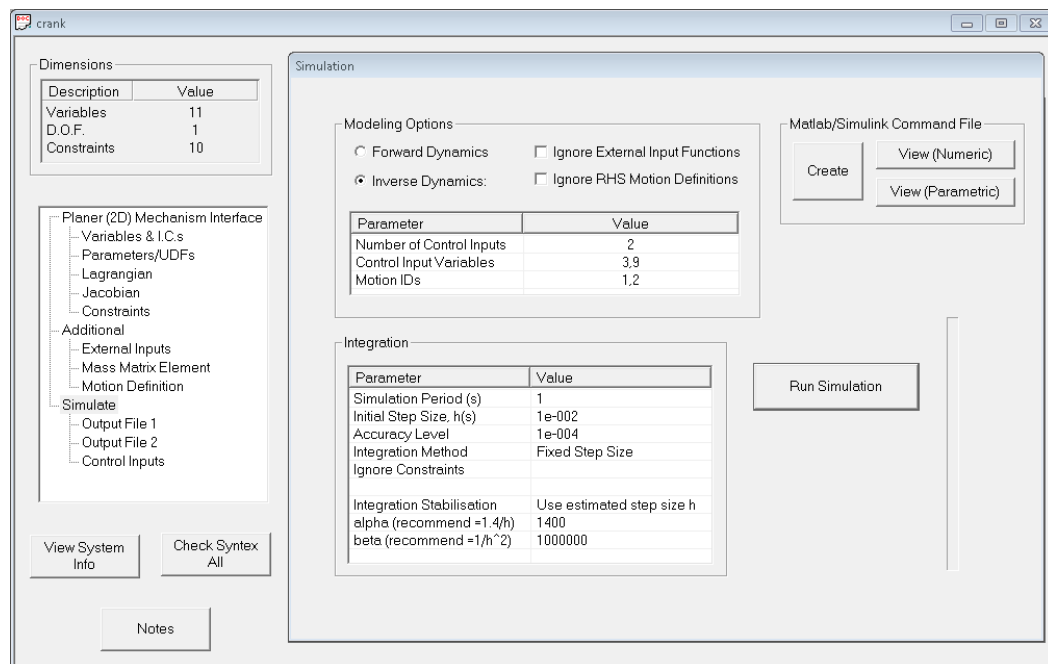 crank
Dimensions
Description Value
Variables 11
D.O.F. 1
Constraints 10
Planer (2D) Mechanism Interface
Variables & I.C.s
Parameters/UDFs
Lagrangian
Jacobian
Constraints
Additional
External Inputs
Mass Matrix Element
Motion Definition
Simulate
Output File 1
Output File 2
Control Inputs
View System
Info
Check Syntex
All
Notes
Simulation
Modeling Options
Forward Dynamics
Ignore External Input Functions
Inverse Dynamics:
Ignore RHS Motion Definitions
Parameter Value
Number of Control Inputs 2
Control Input Variables 3,9
Motion IDs 1,2
Matlab/Simulink Command File
Create
View (Numeric)
View (Parametric)
Integration
Parameter Value
Simulation Period (s) 1
Initial Step Size, h(s) 1e-002
Accuracy Level 1e-004
Integration Method Fixed Step Size
Ignore Constraints
Integration Stabilisation Use estimated step size h
alpha (recommend =1.4/h) 1400
beta (recommend =1/h^2) 1000000
Run Simulation